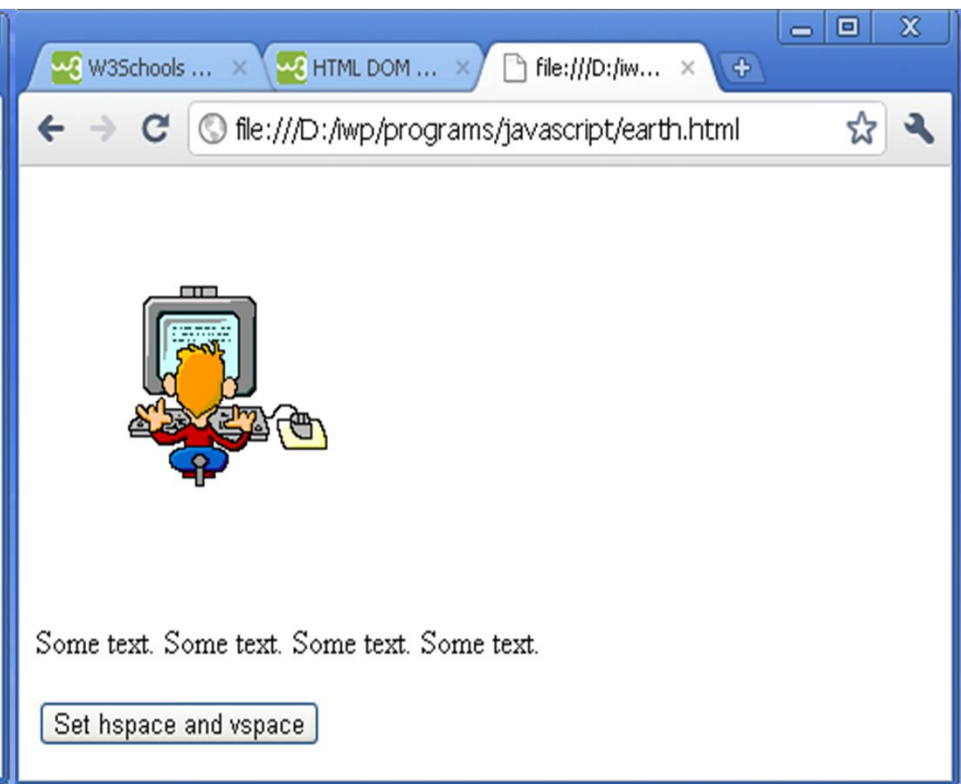 W3Schools ... × HTML DOM ... × file:///D:/iw... ×
file:///D:/iwp/programs/javascript/earth.html
Some text. Some text. Some text. Some text.
Set hspace and vspace